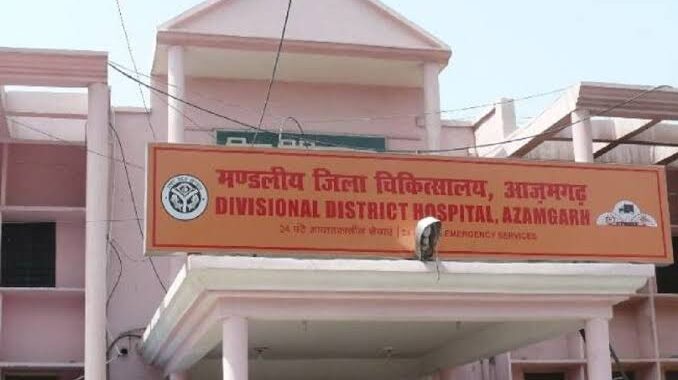 मण्डलीय जिला चिकित्सालय, आज़मगढ़
DIVISIONAL DISTRICT HOSPITAL, AZAMGARH
24 घंटे आपातकालीन सेवायें | EMERGENCY SERVICES